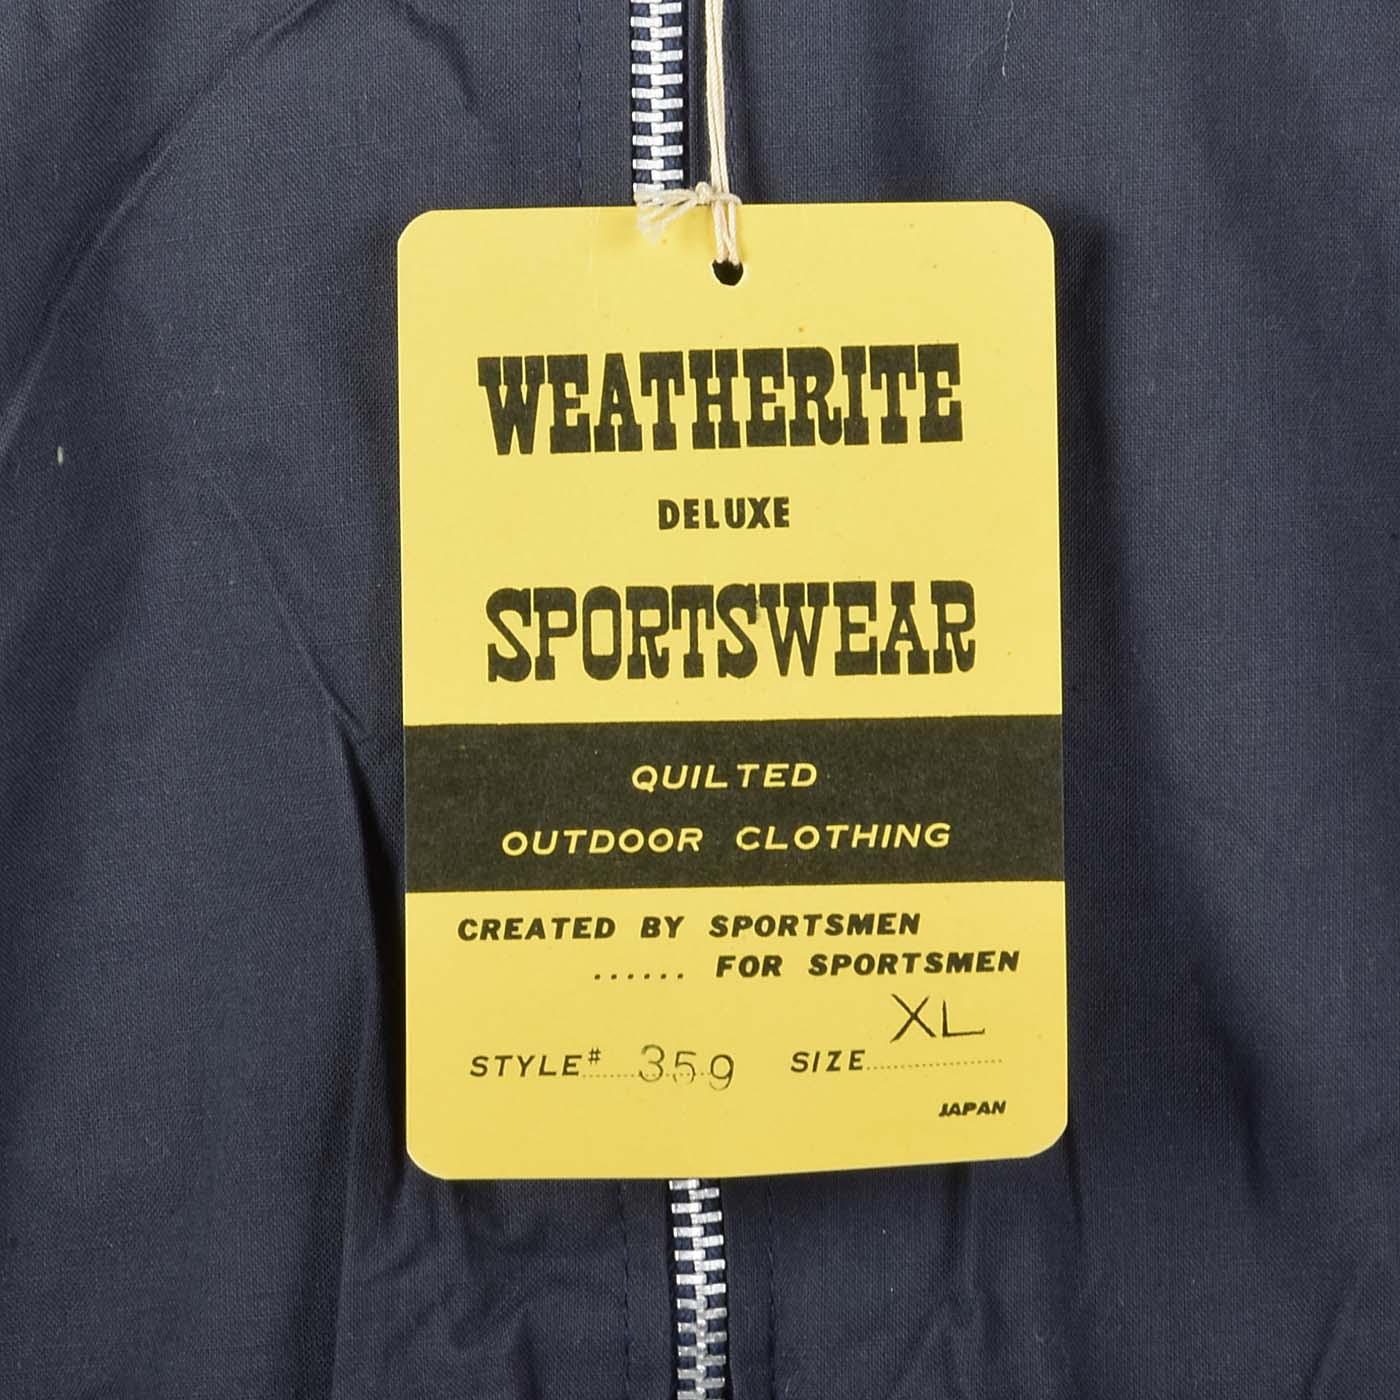 WEATHERITE
DELUXE
SPORTSWEAR
QUILTED
OUTDOOR CLOTHING
CREATED BY SPORTSMEN
...... FOR SPORTSMEN
STYLE# 359 SIZE XL
JAPAN